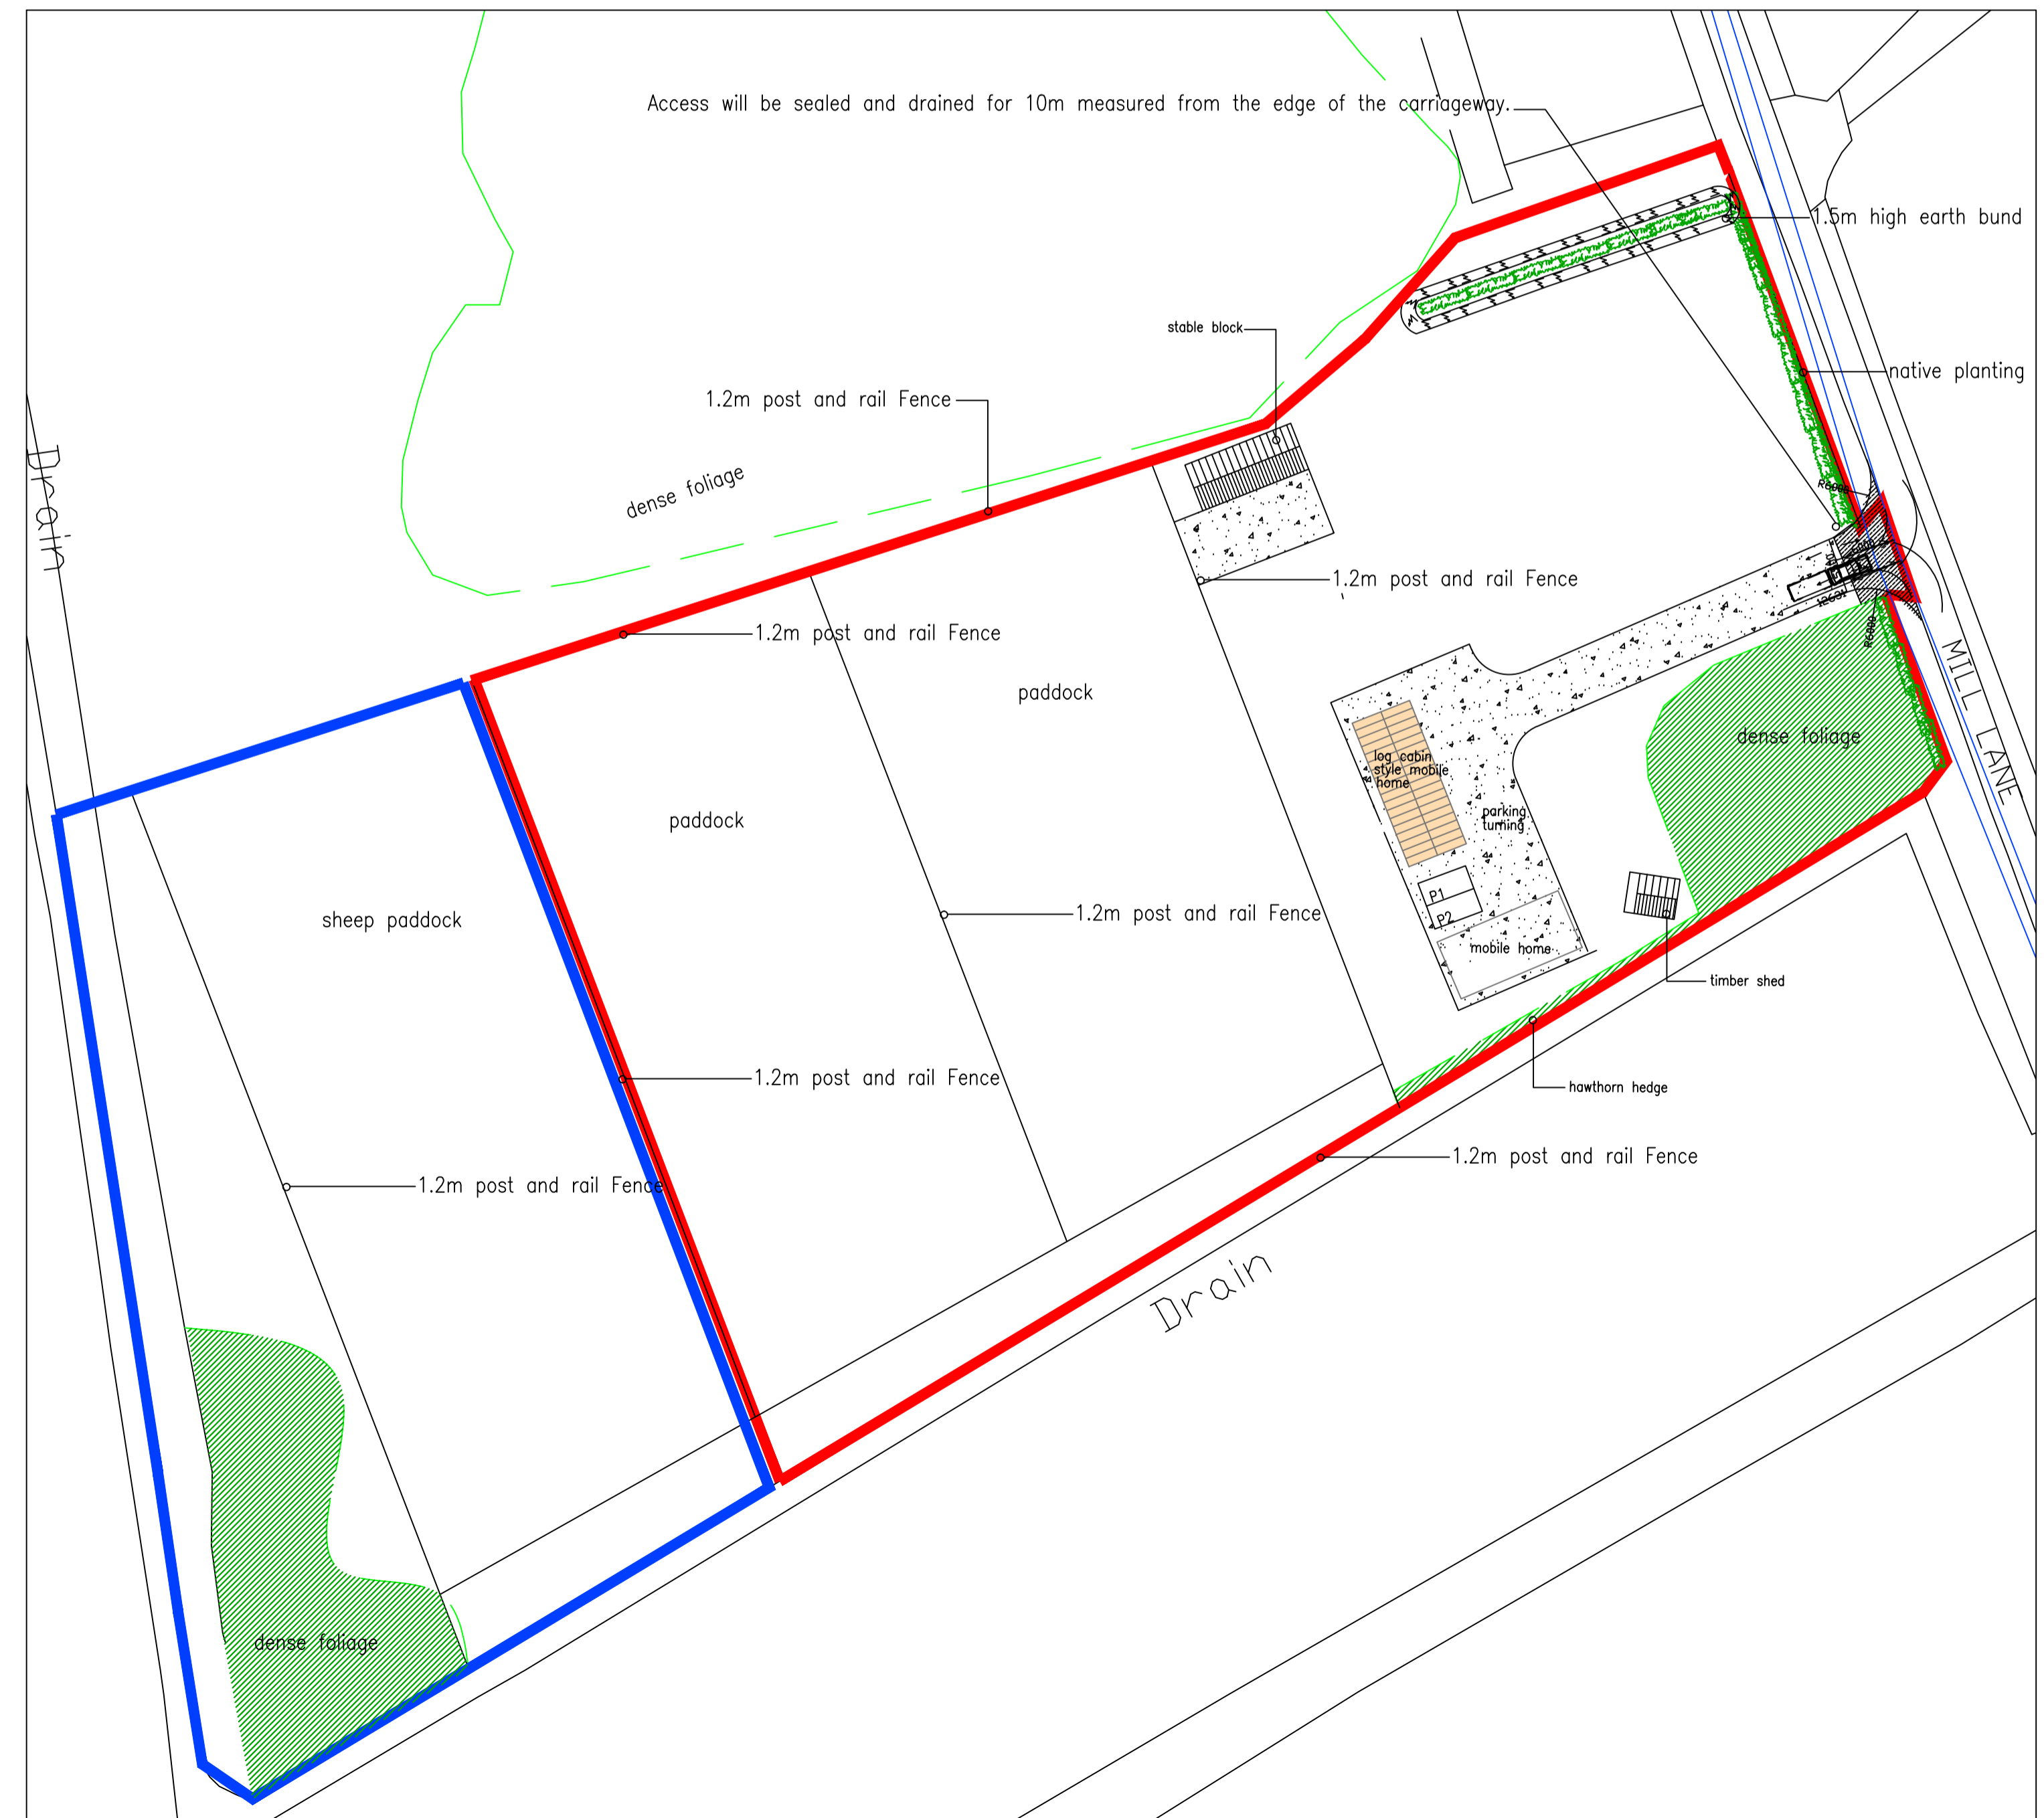 Access will be sealed and drained for 10m measured from the edge of the carriageway.
1.5m high earth bund
stable block
native planting
1.2m post and rail Fence
dense foliage
Drain
R6000
1.2m post and rail Fence
12631
R6000
1.2m post and rail Fence
MILL LANE
paddock
dense foliage
log cabin
style mobile
home
paddock
parking
turning
P1
P2
sheep paddock
1.2m post and rail Fence
mobile home
timber shed
1.2m post and rail Fence
hawthorn hedge
1.2m post and rail Fence
1.2m post and rail Fence
Drain
dense foliage